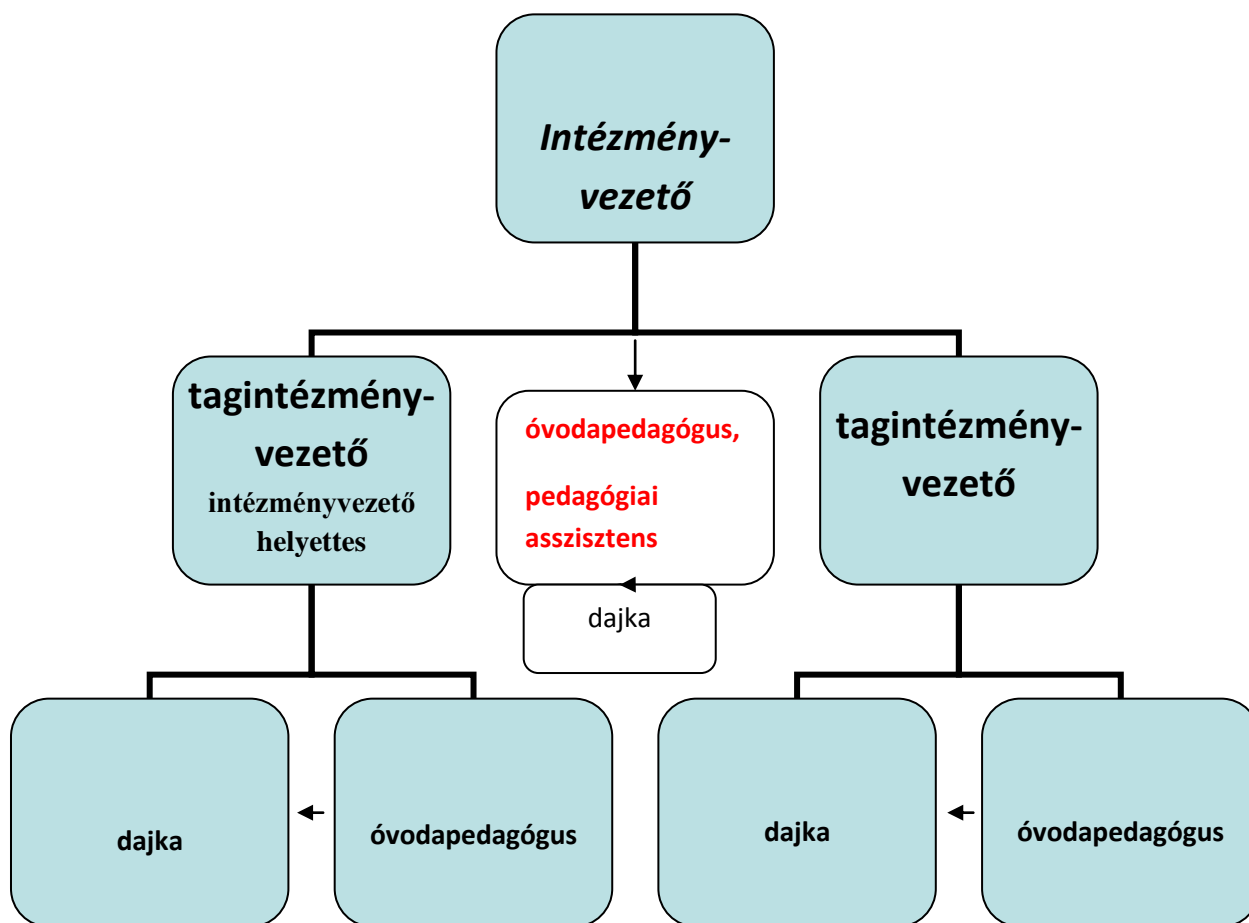 Intézmény-
vezető
tagintézmény-
vezető
intézményvezető
helyettes
óvodapedagógus,
pedagógiai
asszisztens
dajka
tagintézmény-
vezető
dajka
óvodapedagógus
dajka
óvodapedagógus